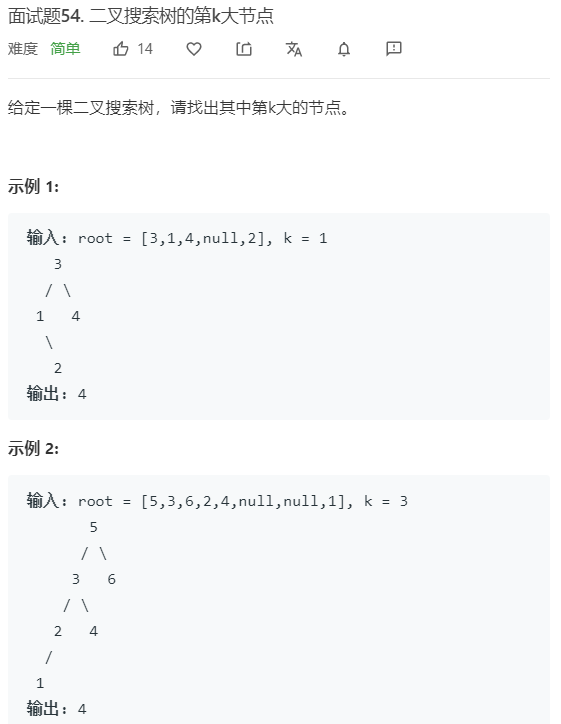 面试题54. 二叉搜索树的第k大节点
难度 简单 14
给定一棵二叉搜索树，请找出其中第k大的节点。
示例 1:
输入: root = [3,1,4,null,2], k = 1
   3
  / \
 1   4
  \
   2
输出: 4
示例 2:
输入: root = [5,3,6,2,4,null,null,1], k = 3
       5
      / \
     3   6
    / \
   2   4
  /
 1
输出: 4